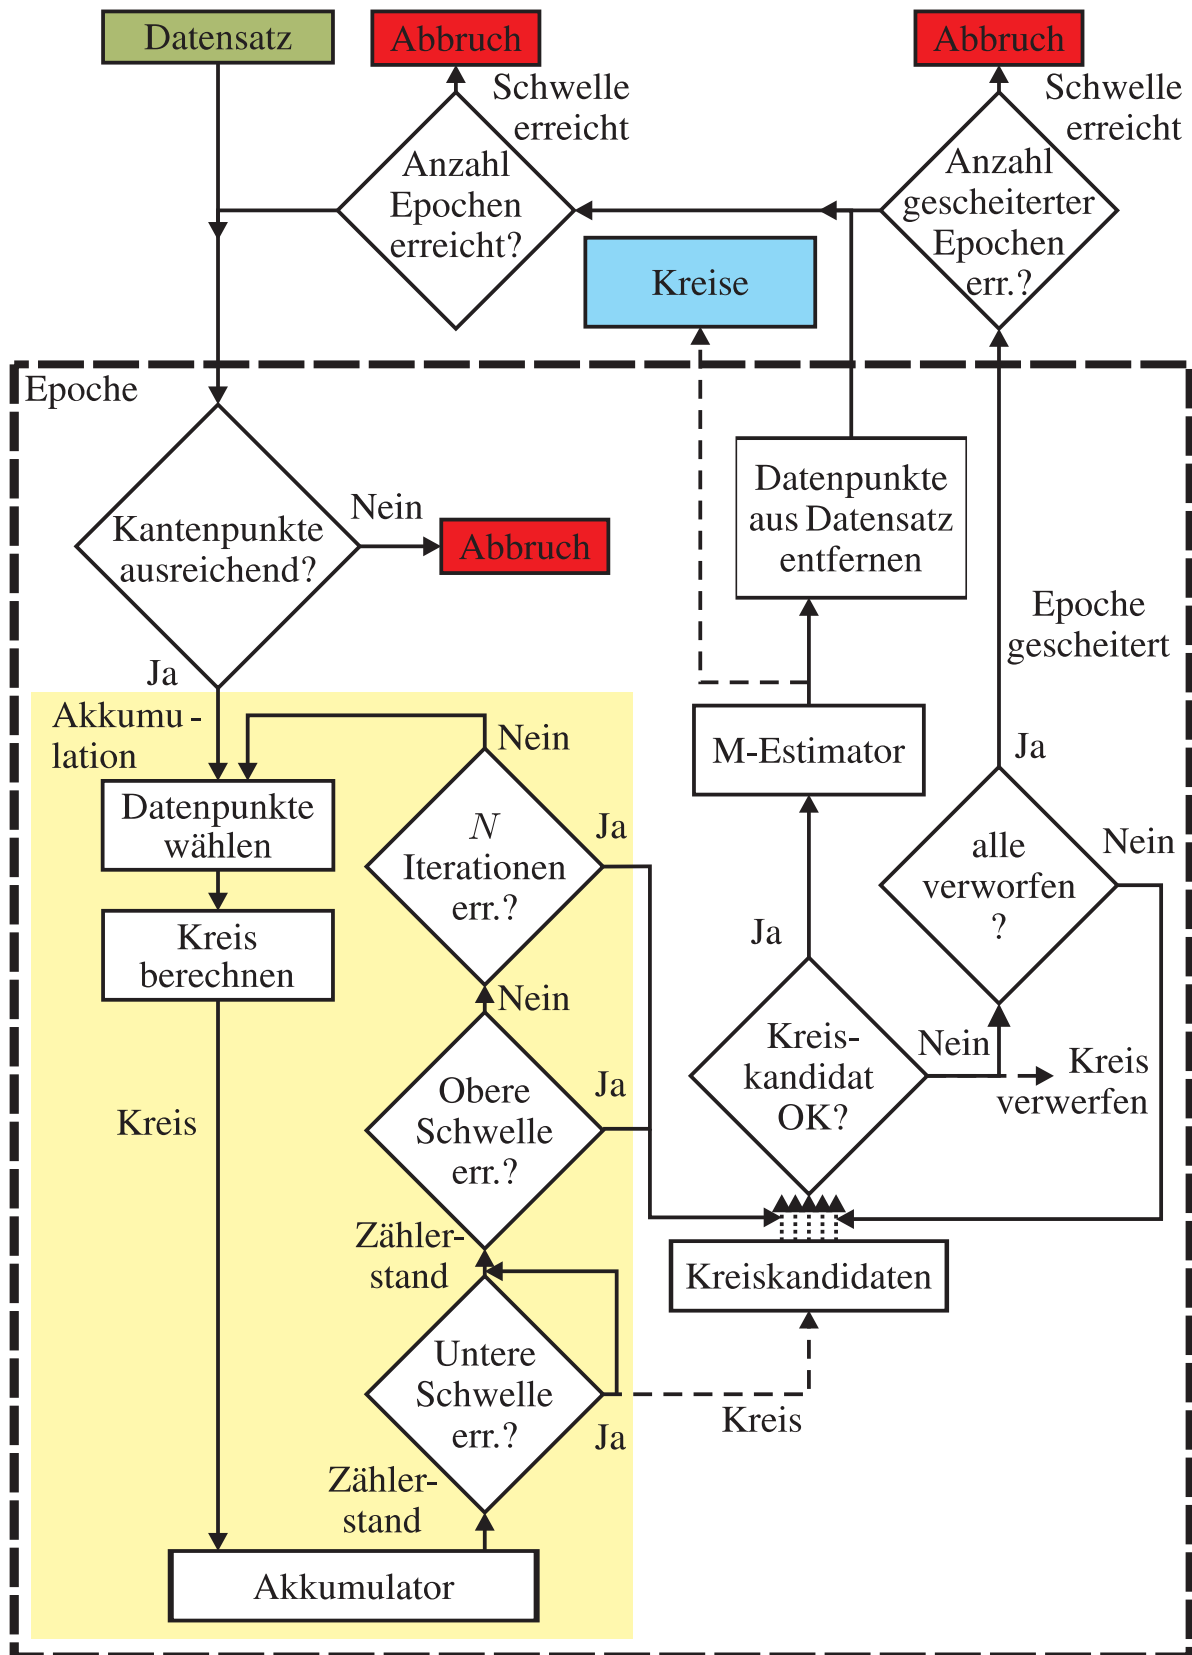 Datensatz
Abbruch
Abbruch
Schwelle
erreicht
Schwelle
erreicht
Anzahl
Epochen
erreicht?
Anzahl
gescheiterter
Epochen
err.?
Kreise
Epoche
Kantenpunkte
ausreichend?
Nein
Abbruch
Ja
Datenpunkte
aus Datensatz
entfernen
Epoche
gescheitert
Akkumu-
lation
Datenpunkte
wählen
Kreis
berechnen
Kreis
Nein
N
Iterationen
err.?
Ja
Nein
Obere
Schwelle
err.?
Ja
Zähler-
stand
Untere
Schwelle
err.?
Ja
Zähler-
stand
Akkumulator
M-Estimator
Ja
Kreis-
kandidat
OK?
Nein
Kreis
verwerfen
Ja
alle
verworfen
?
Nein
Kreiskandidaten
Kreis